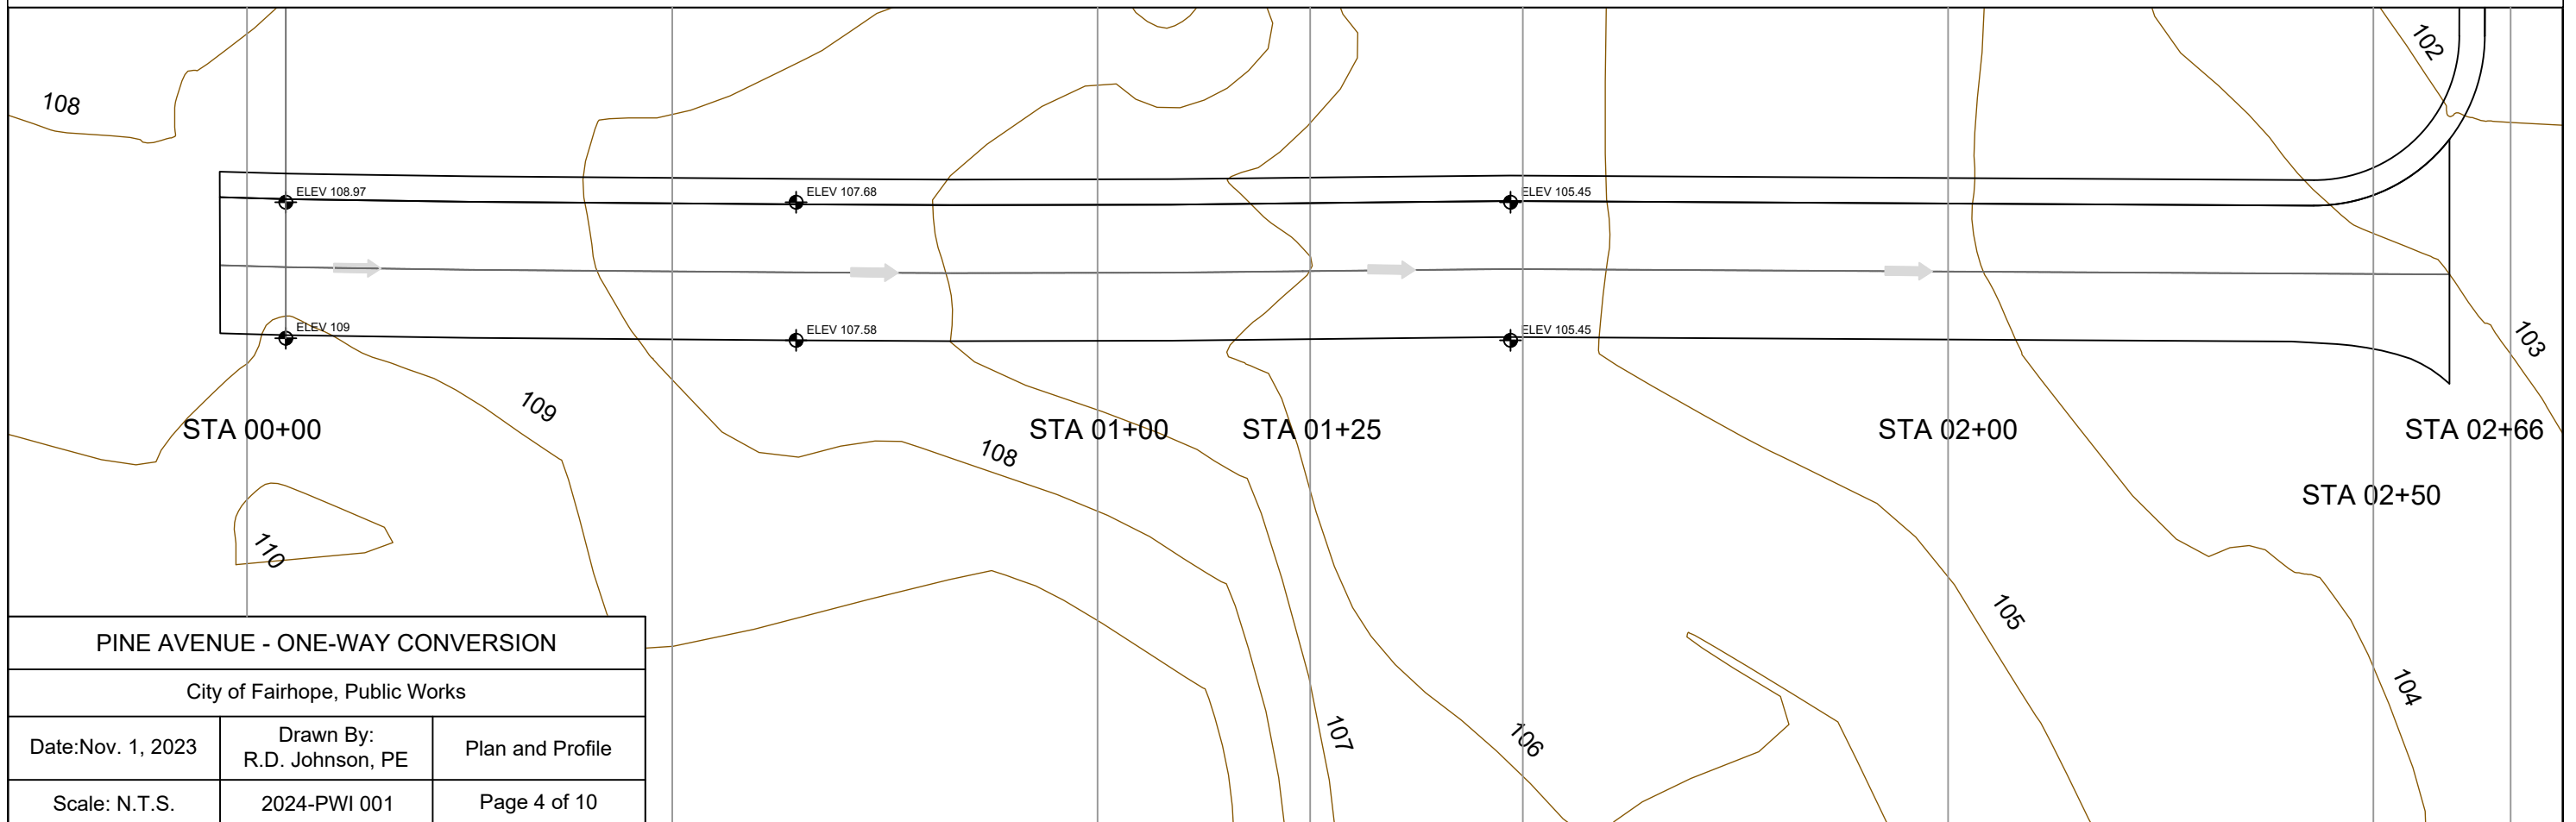 102
108
ELEV 108.97
ELEV 107.68
ELEV 105.45
ELEV 109
ELEV 107.58
ELEV 105.45
103
109
STA 00+00
STA 01+00
STA 01+25
STA 02+00
STA 02+66
108
STA 02+50
110
105
104
107
106
PINE AVENUE - ONE-WAY CONVERSION
City of Fairhope, Public Works
Date:Nov. 1, 2023
Drawn By:
R.D. Johnson, PE
Plan and Profile
Scale: N.T.S.
2024-PWI 001
Page 4 of 10